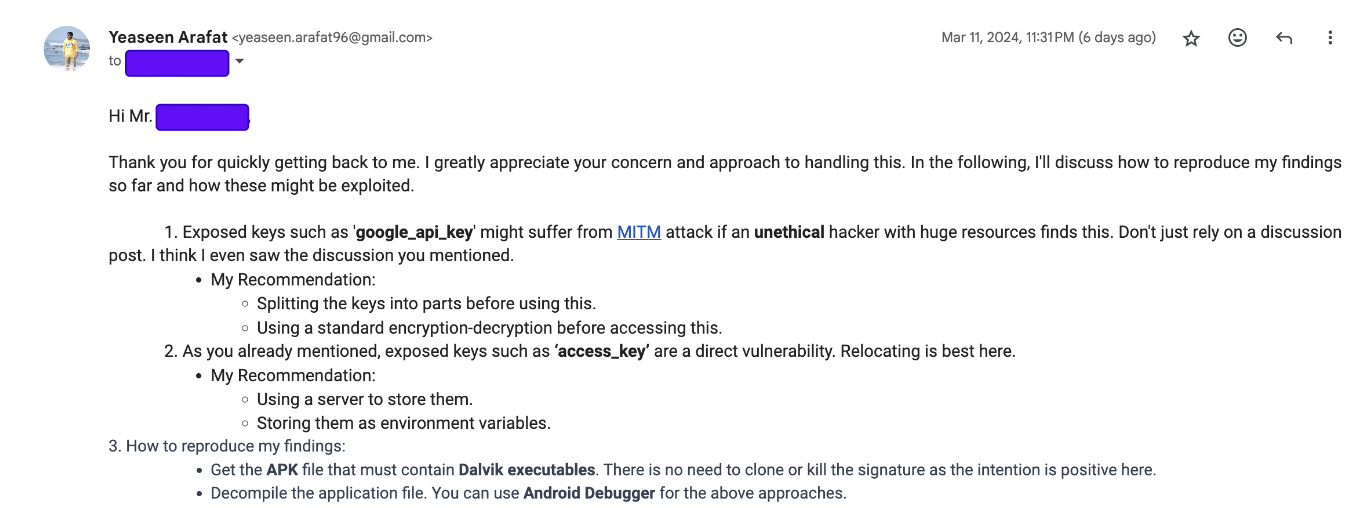 Yeaseen Arafat <yeaseen.arafat96@gmail.com>
Mar 11, 2024, 11:31 PM (6 days ago)
to
Hi Mr.
Thank you for quickly getting back to me. I greatly appreciate your concern and approach to handling this. In the following, I'll discuss how to reproduce my findings
so far and how these might be exploited.
1. Exposed keys such as 'google_api_key' might suffer from MITM attack if an unethical hacker with huge resources finds this. Don't just rely on a discussion
post. I think I even saw the discussion you mentioned.
• My Recommendation:
◦ Splitting the keys into parts before using this.
◦ Using a standard encryption-decryption before accessing this.
2. As you already mentioned, exposed keys such as ‘access_key’ are a direct vulnerability. Relocating is best here.
• My Recommendation:
◦ Using a server to store them.
◦ Storing them as environment variables.
3. How to reproduce my findings:
• Get the APK file that must contain Dalvik executables. There is no need to clone or kill the signature as the intention is positive here.
• Decompile the application file. You can use Android Debugger for the above approaches.